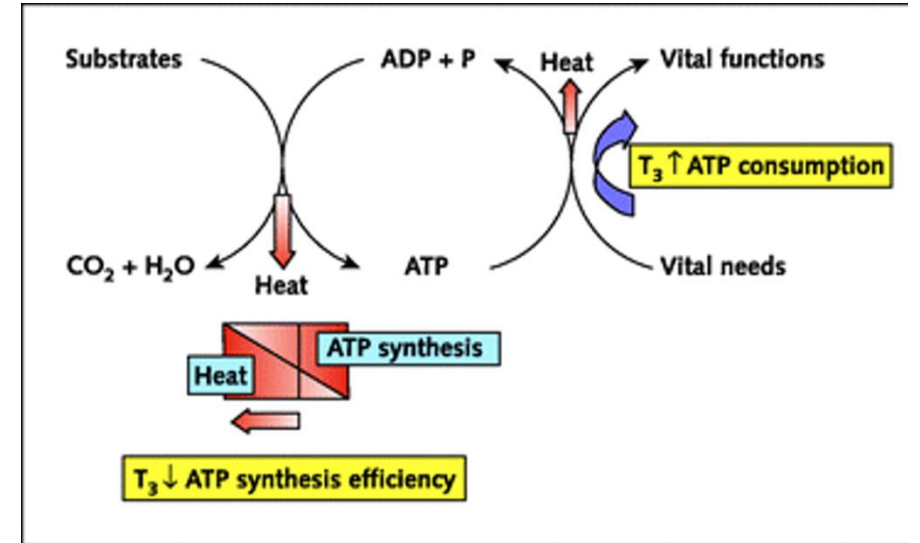 Substrates
ADP + P
Heat
Vital functions
T₃↑ ATP consumption
CO₂ + H₂O
Heat
ATP
Vital needs
ATP synthesis
Heat
T₃↓ ATP synthesis efficiency